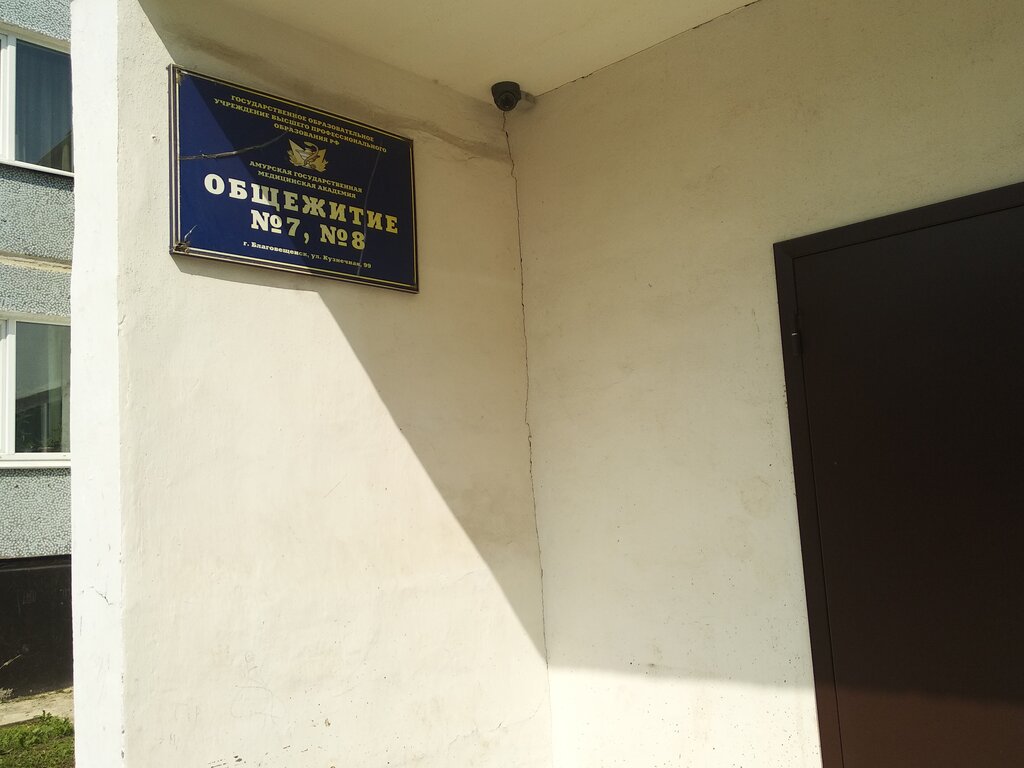 ГОСУДАРСТВЕННОЕ ОБРАЗОВАТЕЛЬНОЕ
УЧРЕЖДЕНИЕ ВЫСШЕГО ПРОФЕССИОНАЛЬНОГО
ОБРАЗОВАНИЯ РФ
АМУРСКАЯ ГОСУДАРСТВЕННАЯ
МЕДИЦИНСКАЯ АКАДЕМИЯ
ОБЩЕЖИТИЕ
№7, №8
г. Благовещенск, ул. Кузнечная, 99